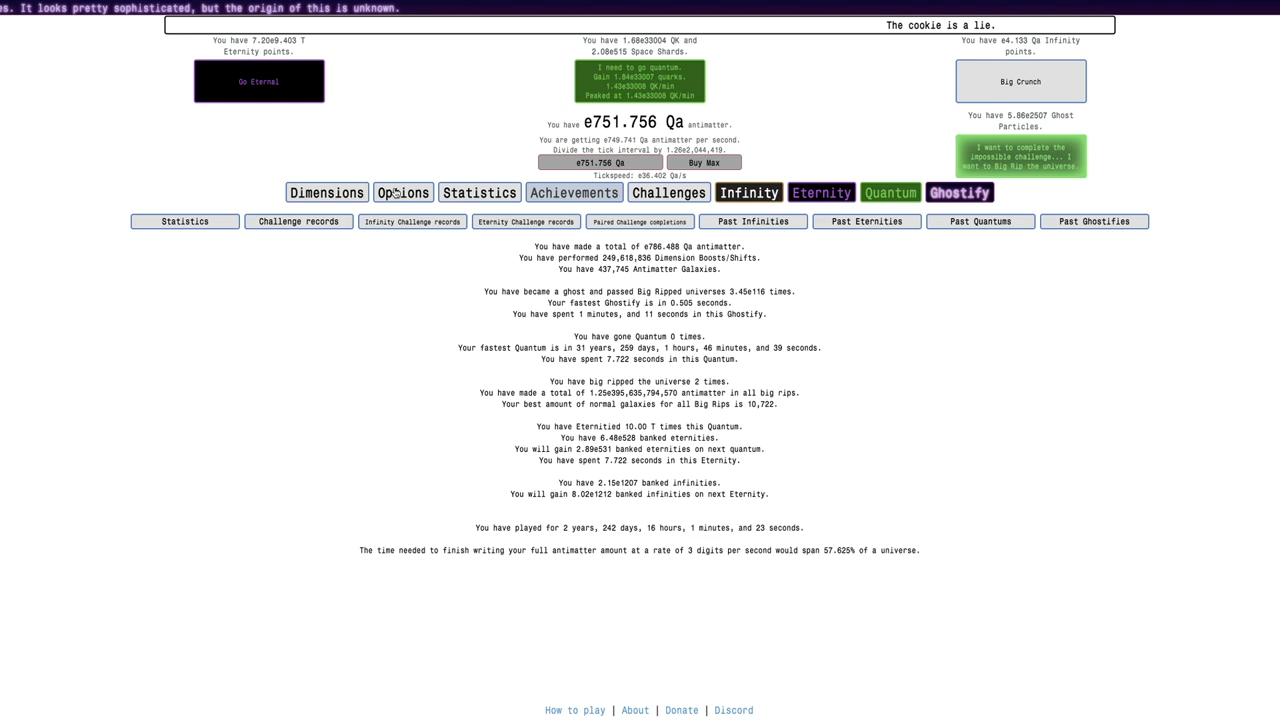 es. It looks pretty sophisticated, but the origin of this is unknown.
The cookie is a lie.
You have 7.20e9.403 T
Eternity points.
Go Eternal
You have 1.68e33004 QK and
2.08e515 Space Shards.
I need to go quantum.
Gain 1.84e33007 quarks.
1.43e33008 QK/min
Peaked at 1.43e33008 QK/min
You have e4.133 Qa Infinity
points.
Big Crunch
You have e751.756 Qa antimatter.
You are getting e749.741 Qa antimatter per second.
Divide the tick interval by 1.26e2,044,419.
e751.756 Qa
Buy Max
Tickspeed: e36.402 Qa/s
You have 5.86e2507 Ghost
Particles.
I want to complete the
impossible challenge... I
want to Big Rip the universe.
Dimensions
Options
Statistics
Achievements
Challenges
Infinity
Eternity
Quantum
Ghostify
Statistics
Challenge records
Infinity Challenge records
Eternity Challenge records
Paired Challenge completions
Past Infinities
Past Eternities
Past Quantums
Past Ghostifies
You have made a total of e786.488 Qa antimatter.
You have performed 249,618,836 Dimension Boosts/Shifts.
You have 437,745 Antimatter Galaxies.
You have became a ghost and passed Big Ripped universes 3.45e116 times.
Your fastest Ghostify is in 0.505 seconds.
You have spent 1 minutes, and 11 seconds in this Ghostify.
You have gone Quantum 0 times.
Your fastest Quantum is in 31 years, 259 days, 1 hours, 46 minutes, and 39 seconds.
You have spent 7.722 seconds in this Quantum.
You have big ripped the universe 2 times.
You have made a total of 1.25e395,635,794,570 antimatter in all big rips.
Your best amount of normal galaxies for all Big Rips is 10,722.
You have Eternitied 10.00 T times this Quantum.
You have 6.48e528 banked eternities.
You will gain 2.89e531 banked eternities on next quantum.
You have spent 7.722 seconds in this Eternity.
You have 2.15e1207 banked infinities.
You will gain 8.02e1212 banked infinities on next Eternity.
You have played for 2 years, 242 days, 16 hours, 1 minutes, and 23 seconds.
The time needed to finish writing your full antimatter amount at a rate of 3 digits per second would span 57.625% of a universe.
How to play | About | Donate | Discord